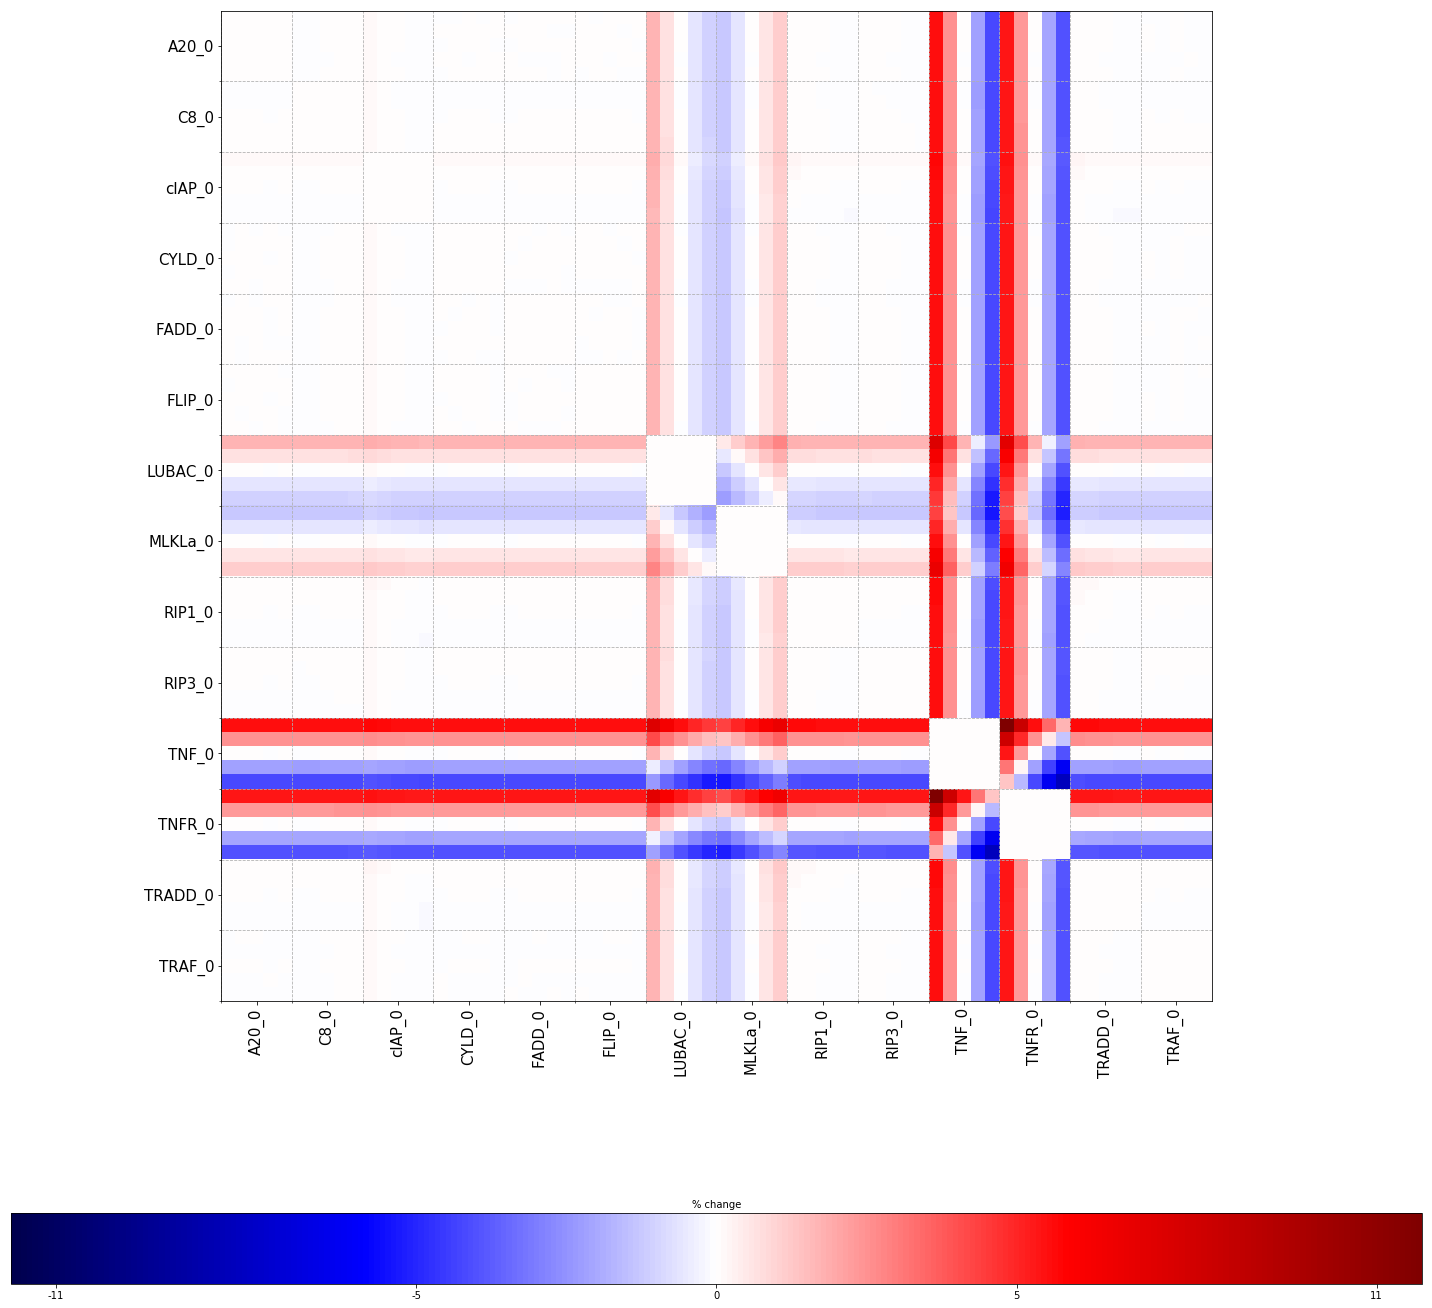 A20_0
C8_0
cIAP_0
CYLD_0
FADD_0
FLIP_0
LUBAC_0
MLKLa_0
RIP1_0
RIP3_0
TNF_0
TNFR_0
TRADD_0
TRAF_0
A20_0 C8_0 cIAP_0 CYLD_0 FADD_0 FLIP_0 LUBAC_0 MLKLa_0 RIP1_0 RIP3_0 TNF_0 TNFR_0 TRADD_0 TRAF_0
% change
-11 -5 0 5 11